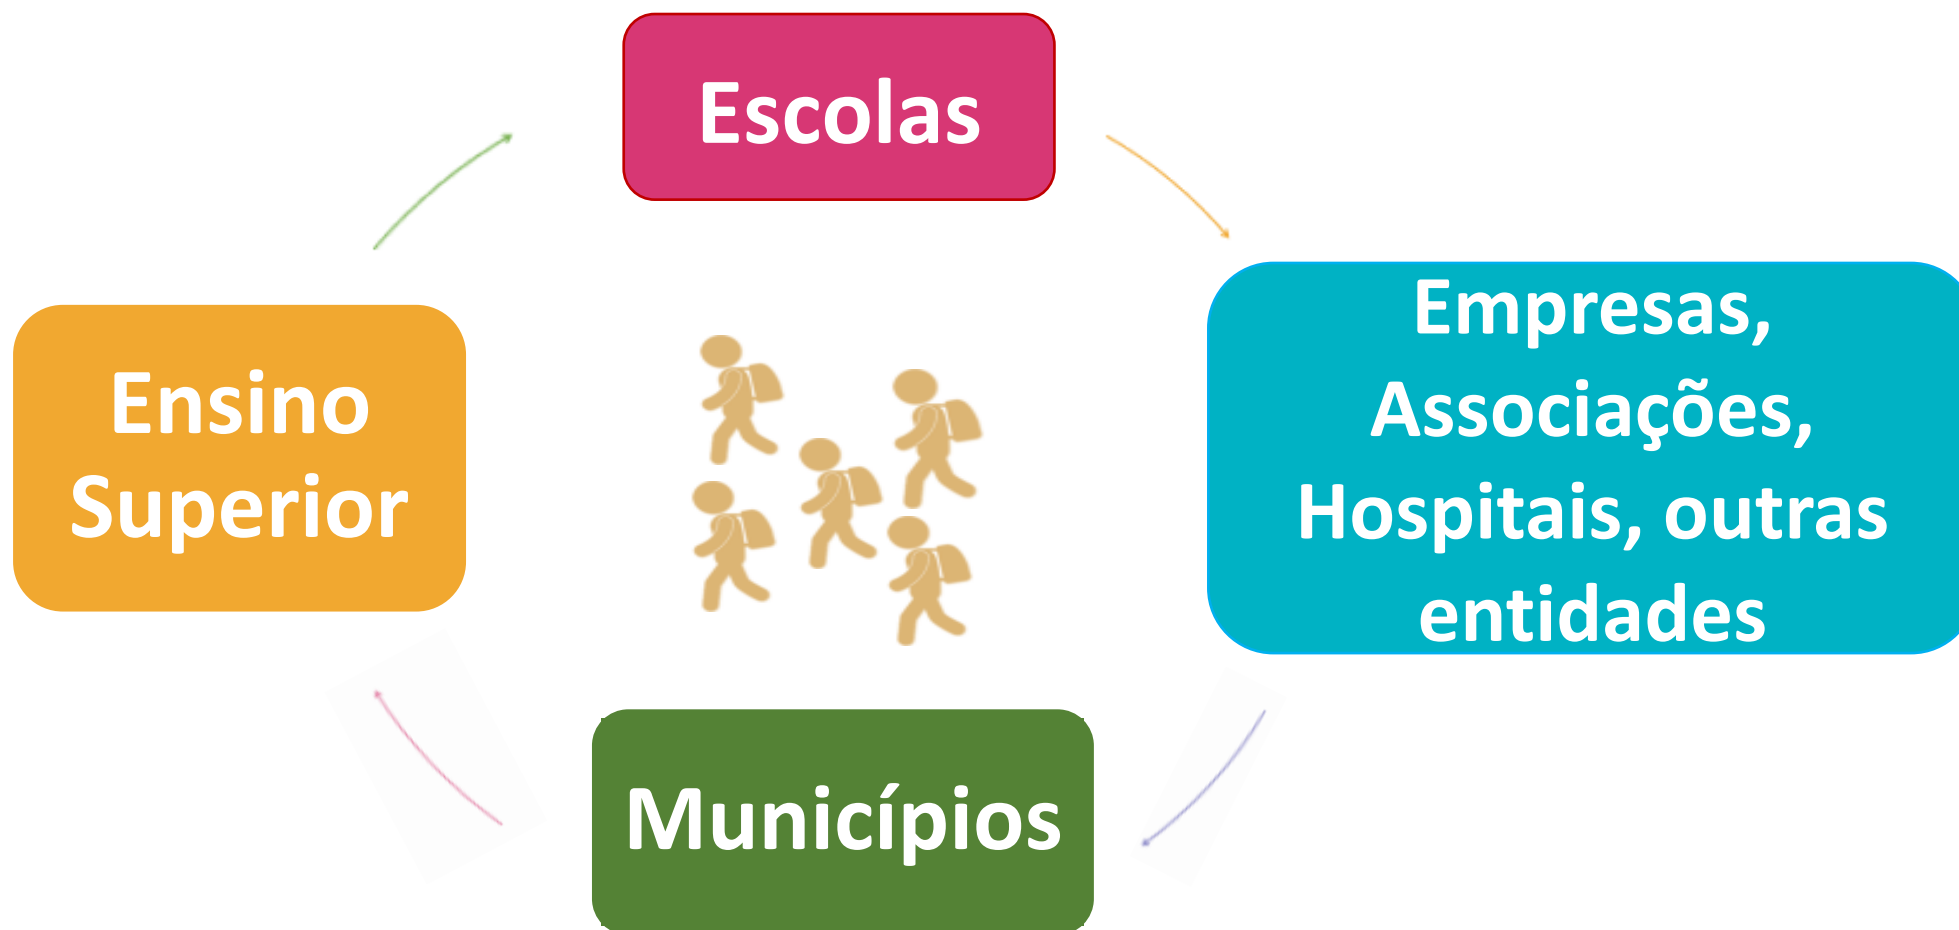 Escolas
Ensino
Superior
Empresas,
Associações,
Hospitais, outras
entidades
Municípios